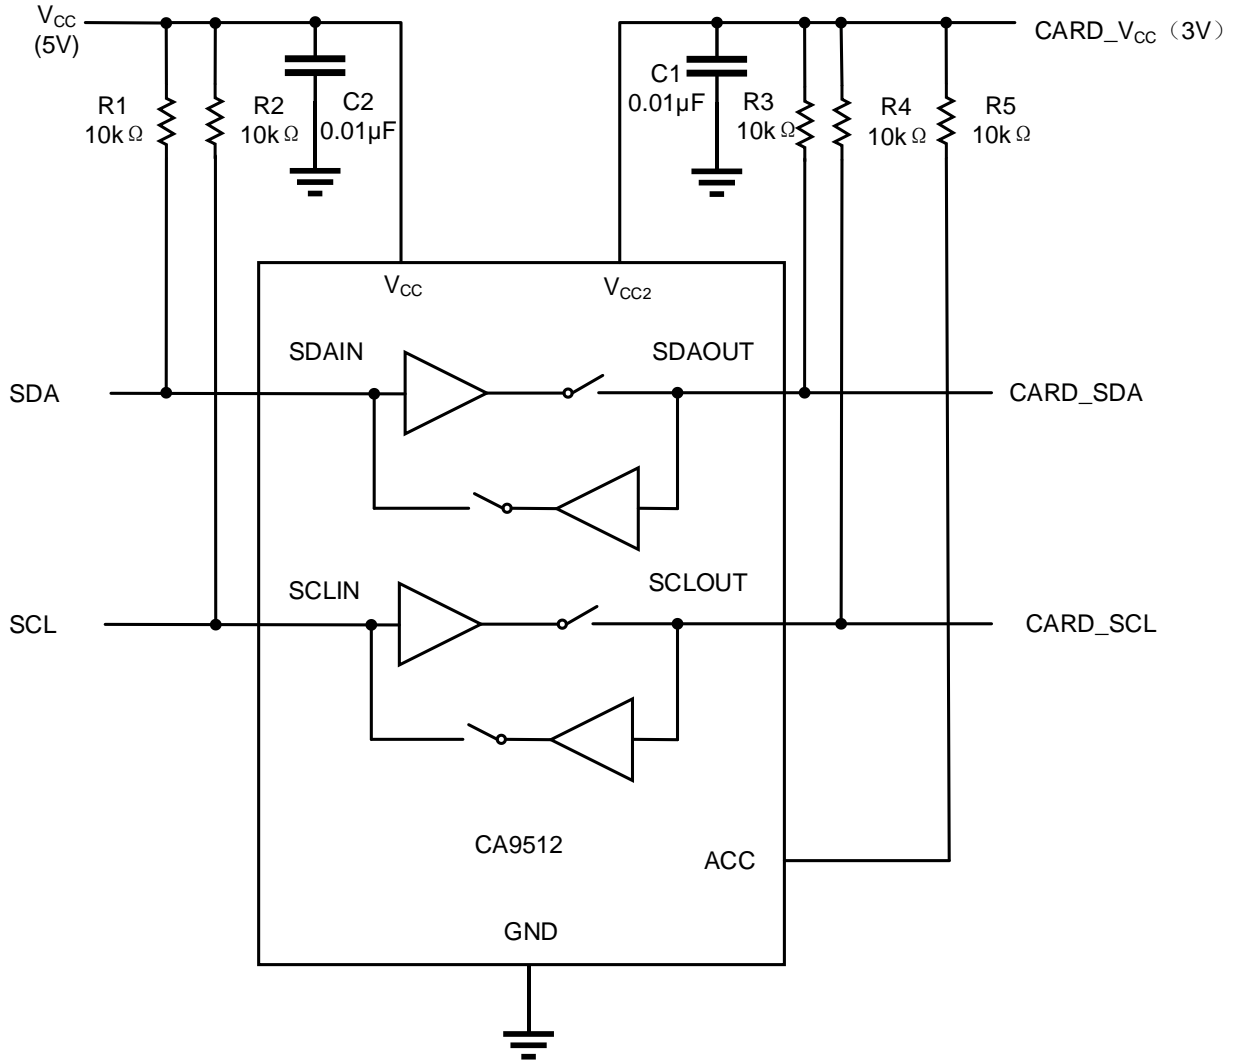 VCC
(5V)
CARD_VCC（3V）
R1
10kΩ
R2
10kΩ
C2
0.01µF
C1
0.01µF
R3
10kΩ
R4
10kΩ
R5
10kΩ
VCC
VCC2
SDAIN
SDAOUT
SDA
CARD_SDA
SCLIN
SCLOUT
SCL
CARD_SCL
CA9512
ACC
GND